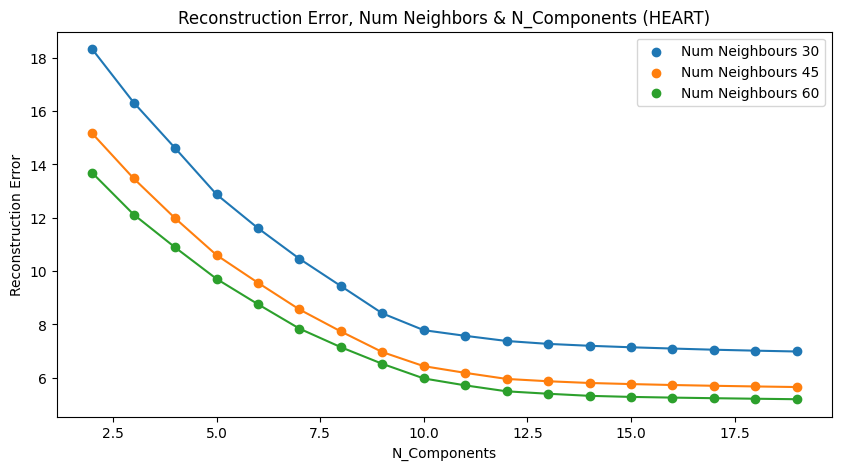 Reconstruction Error, Num Neighbors & N_Components (HEART)
Num Neighbours 30
Num Neighbours 45
Num Neighbours 60
Reconstruction Error
18
16
14
12
10
8
6
2.5 5.0 7.5 10.0 12.5 15.0 17.5
N_Components